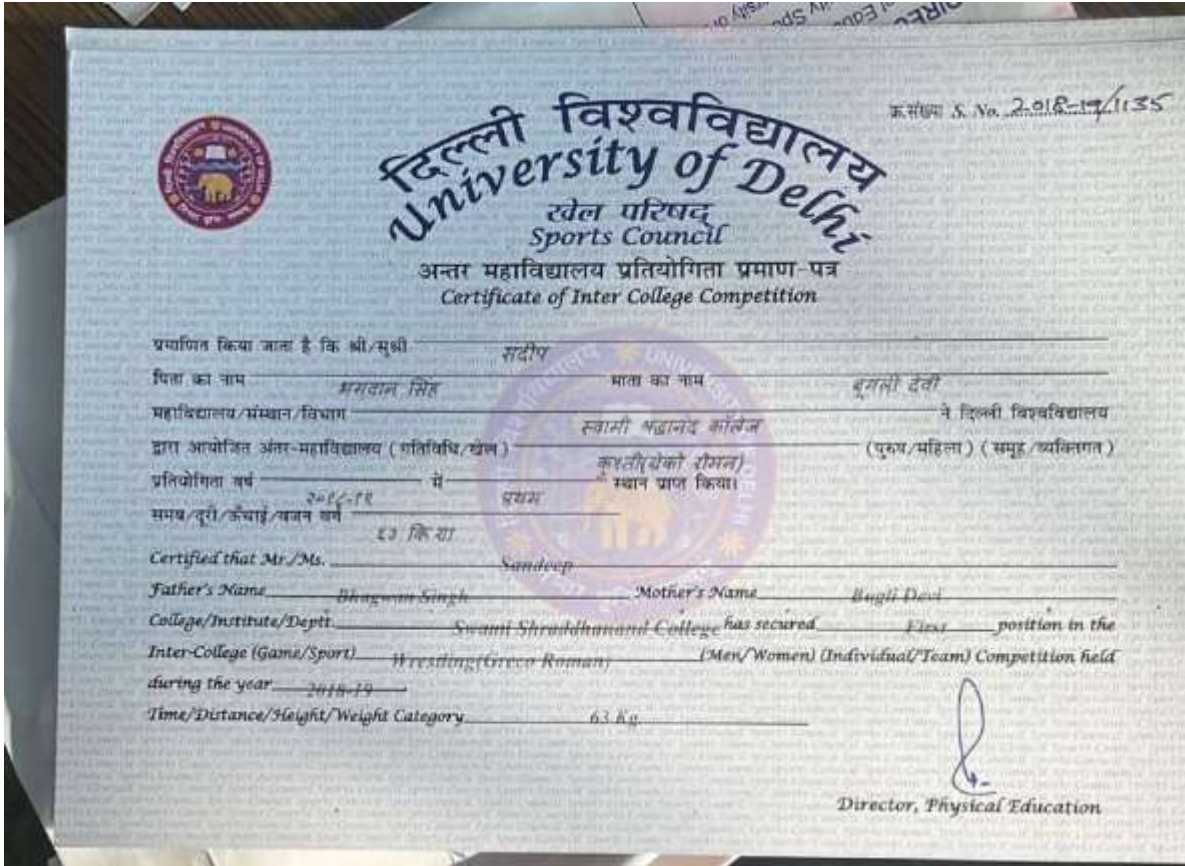 क्र.संख्या S. No. 2018-19/1135
दिल्ली विश्वविद्यालय
University of Delhi
खेल परिषद्
Sports Council
अन्तर महाविद्यालय प्रतियोगिता प्रमाण-पत्र
Certificate of Inter College Competition
प्रमाणित किया जाता है कि श्री/सुश्री संदीप
पिता का नाम भगवान सिंह माता का नाम बुगली देवी
महाविद्यालय/संस्थान/विभाग स्वामी श्रद्धानंद कॉलेज ने दिल्ली विश्वविद्यालय
द्वारा आयोजित अंतर-महाविद्यालय (गतिविधि/खेल) कुश्ती(ग्रेको रोमन) (पुरुष/महिला) (समूह/व्यक्तिगत)
प्रतियोगिता वर्ष २०१८-१९ में प्रथम स्थान प्राप्त किया।
समय/दूरी/ऊँचाई/वजन वर्ग ६३ कि ग्रा
Certified that Mr./Ms. Sandeep
Father's Name Bhagwan Singh Mother's Name Bugli Devi
College/Institute/Deptt. Swami Shraddhanand College has secured First position in the
Inter-College (Game/Sport) Wrestling(Greco Roman) (Men/Women) (Individual/Team) Competition held
during the year 2018-19
Time/Distance/Height/Weight Category 63 Kg
Director, Physical Education